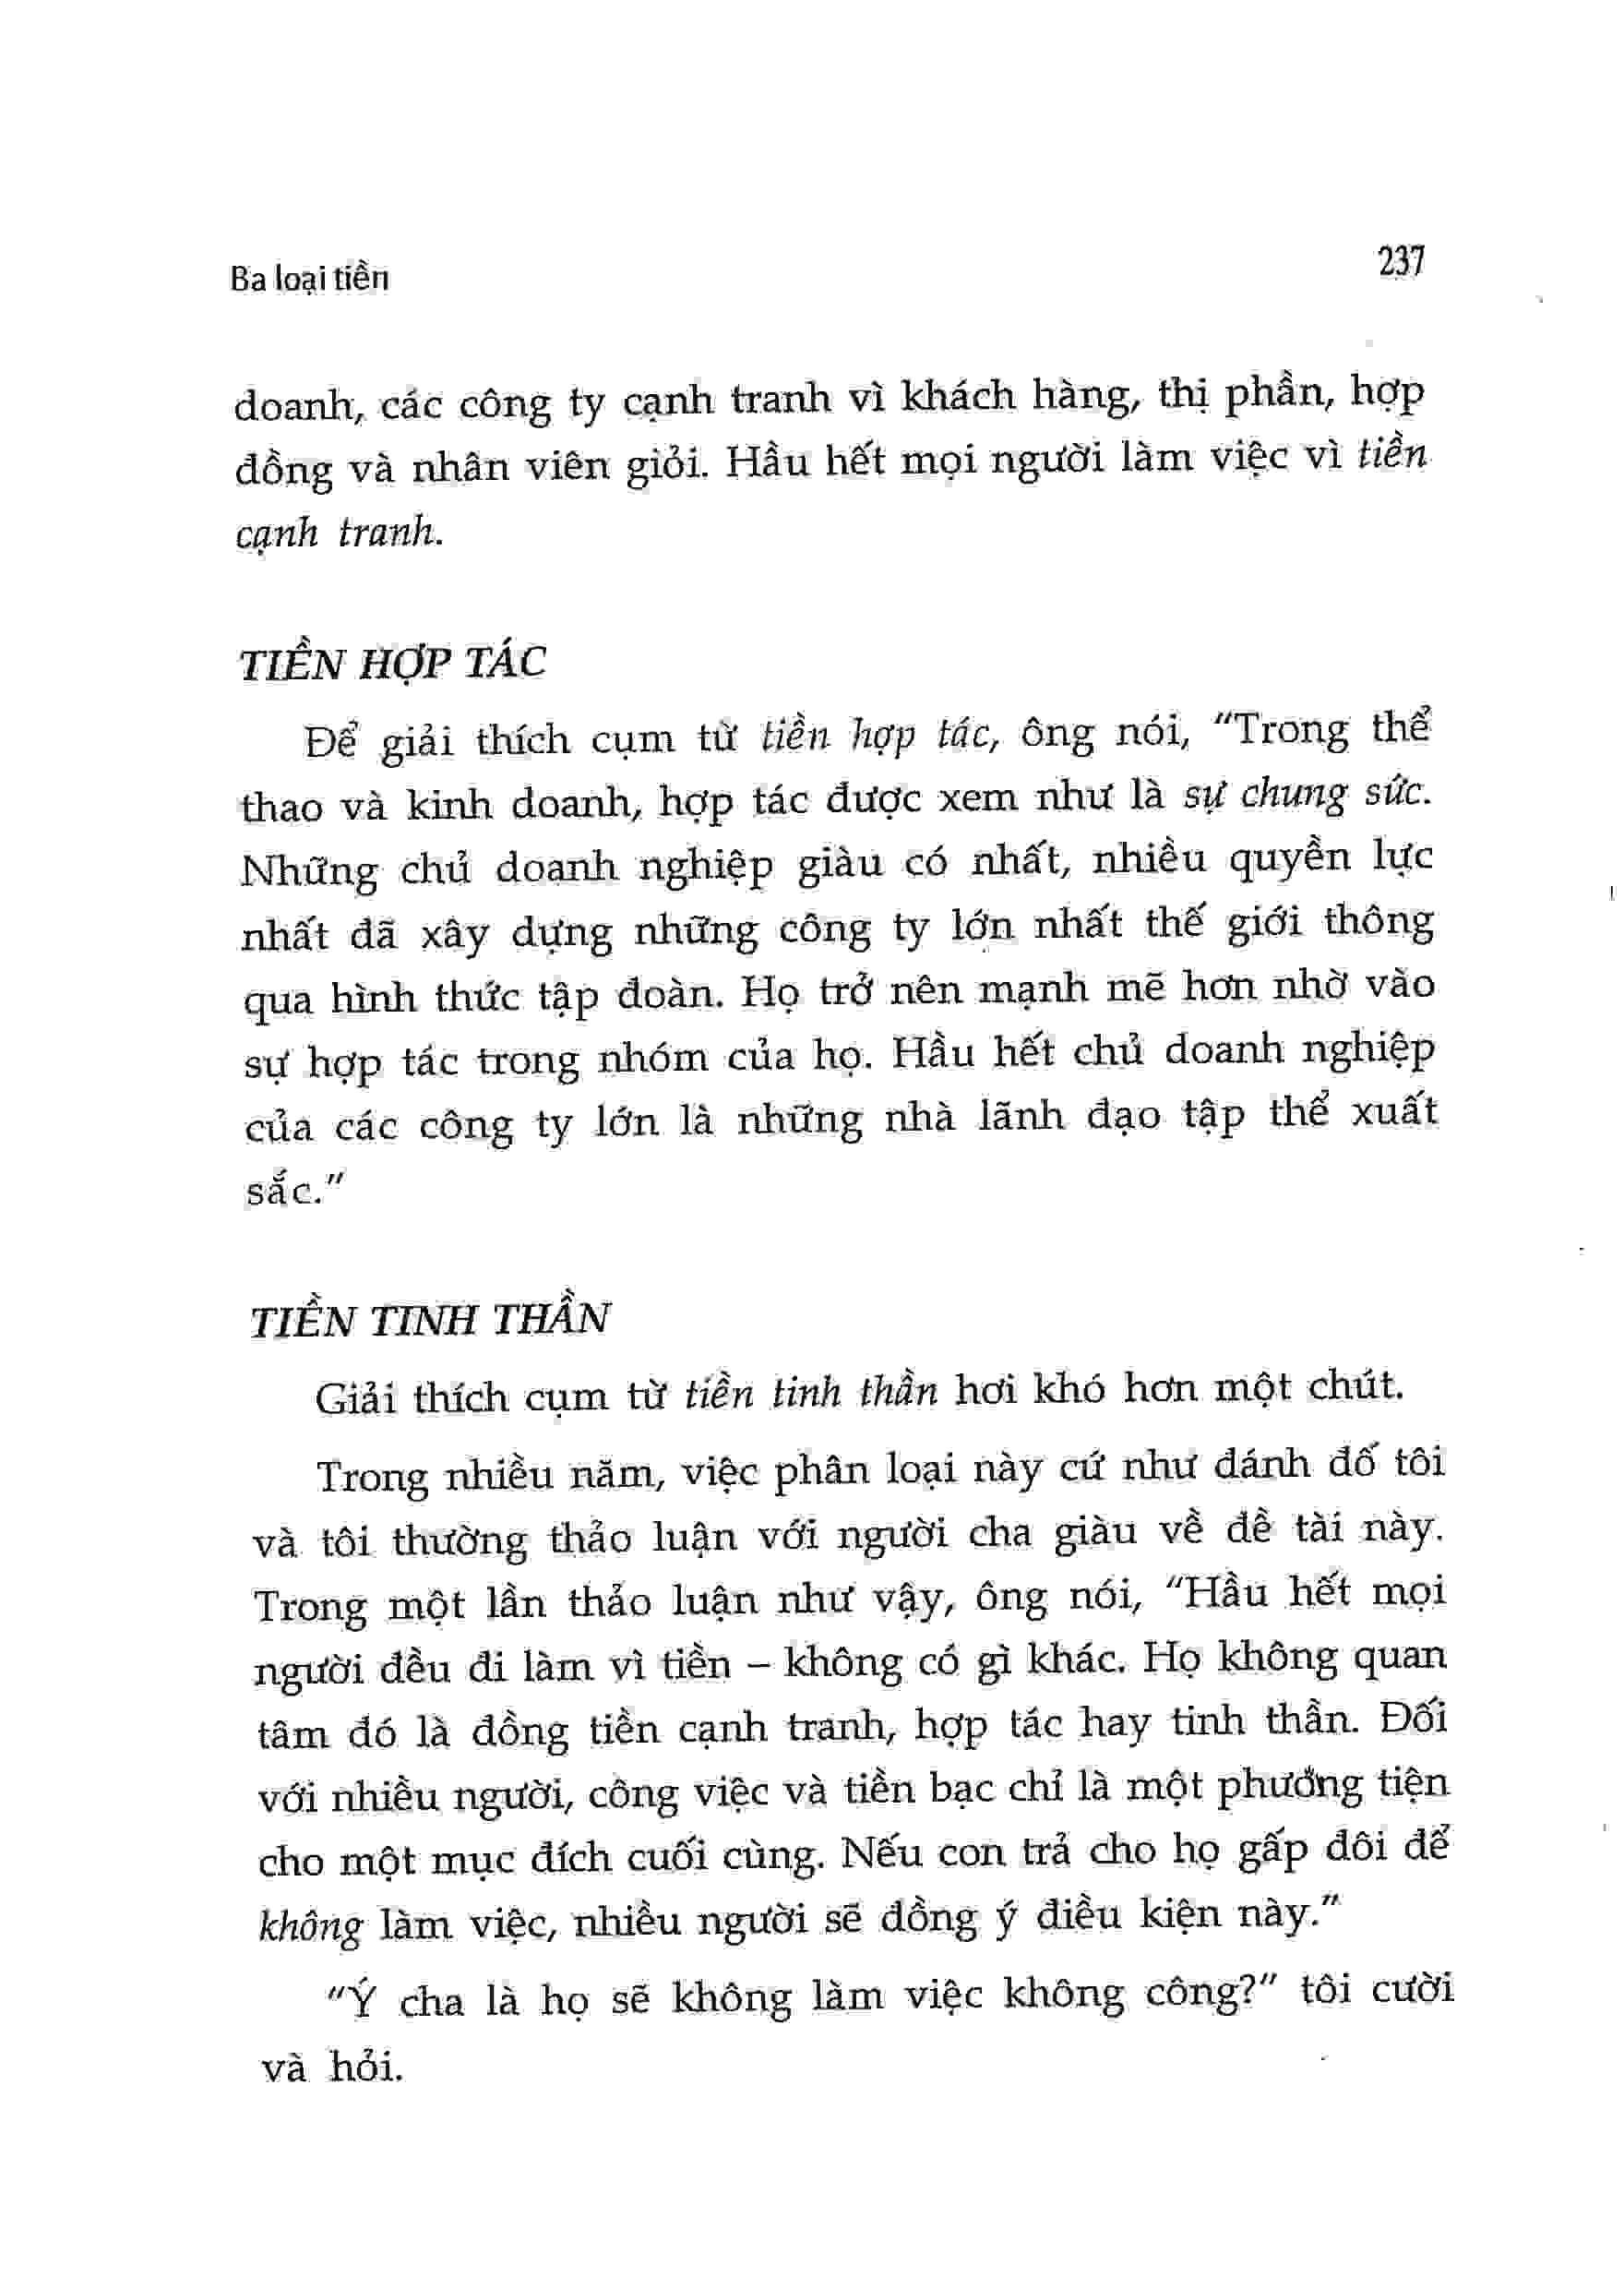 Ba loại tiền
237
doanh, các công ty cạnh tranh vì khách hàng, thị phần, hợp
đồng và nhân viên giỏi. Hầu hết mọi người làm việc vì tiền
cạnh tranh.
TIỀN HỢP TÁC
Để giải thích cụm từ tiền hợp tác, ông nói, “Trong thể
thao và kinh doanh, hợp tác được xem như là sự chung sức.
Những chủ doanh nghiệp giàu có nhất, nhiều quyền lực
nhất đã xây dựng những công ty lớn nhất thế giới thông
qua hình thức tập đoàn. Họ trở nên mạnh mẽ hơn nhờ vào
sự hợp tác trong nhóm của họ. Hầu hết chủ doanh nghiệp
của các công ty lớn là những nhà lãnh đạo tập thể xuất
sắc.”
TIỀN TINH THẦN
Giải thích cụm từ tiền tinh thần hơi khó hơn một chút.
Trong nhiều năm, việc phân loại này cứ như đánh đố tôi
và tôi thường thảo luận với người cha giàu về đề tài này.
Trong một lần thảo luận như vậy, ông nói, “Hầu hết mọi
người đều đi làm vì tiền – không có gì khác. Họ không quan
tâm đó là đồng tiền cạnh tranh, hợp tác hay tinh thần. Đối
với nhiều người, công việc và tiền bạc chỉ là một phương tiện
cho một mục đích cuối cùng. Nếu con trả cho họ gấp đôi để
không làm việc, nhiều người sẽ đồng ý điều kiện này.”
“Ý cha là họ sẽ không làm việc không công?” tôi cười
và hỏi.